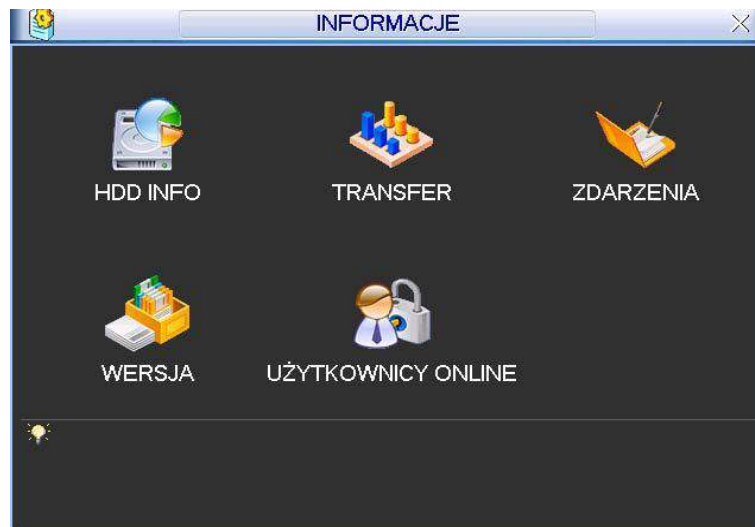 INFORMACJE
HDD INFO
TRANSFER
ZDARZENIA
WERSJA
UŻYTKOWNICY ONLINE